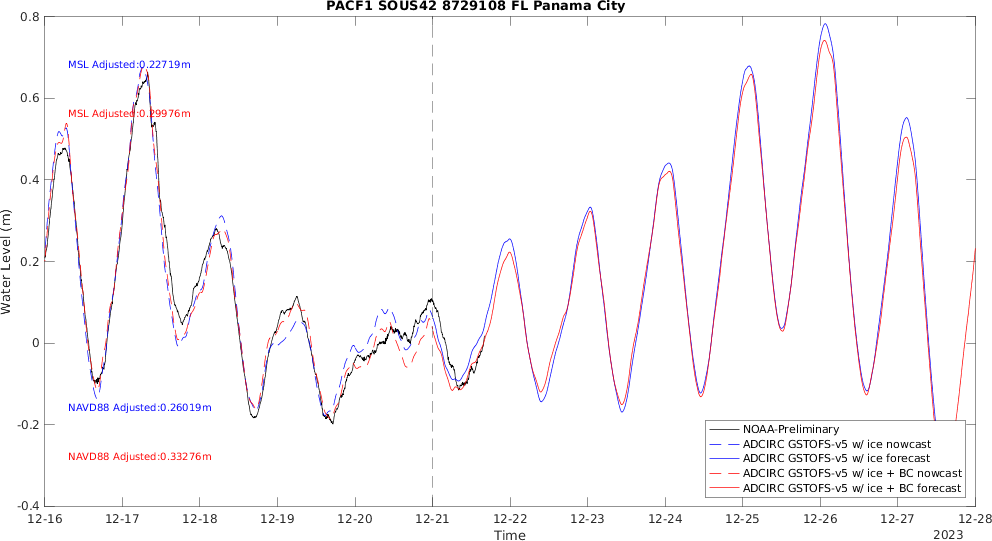 PACF1 SOUS42 8729108 FL Panama City
0.8
0.6
0.4
0.2
0
-0.2
-0.4
Water Level (m)
MSL Adjusted:0.22719m
MSL Adjusted:0.29976m
NAVD88 Adjusted:0.26019m
NAVD88 Adjusted:0.33276m
NOAA-Preliminary
ADCIRC GSTOFS-v5 w/ ice nowcast
ADCIRC GSTOFS-v5 w/ ice forecast
ADCIRC GSTOFS-v5 w/ ice + BC nowcast
ADCIRC GSTOFS-v5 w/ ice + BC forecast
12-16 12-17 12-18 12-19 12-20 12-21 12-22 12-23 12-24 12-25 12-26 12-27 12-28
Time
2023